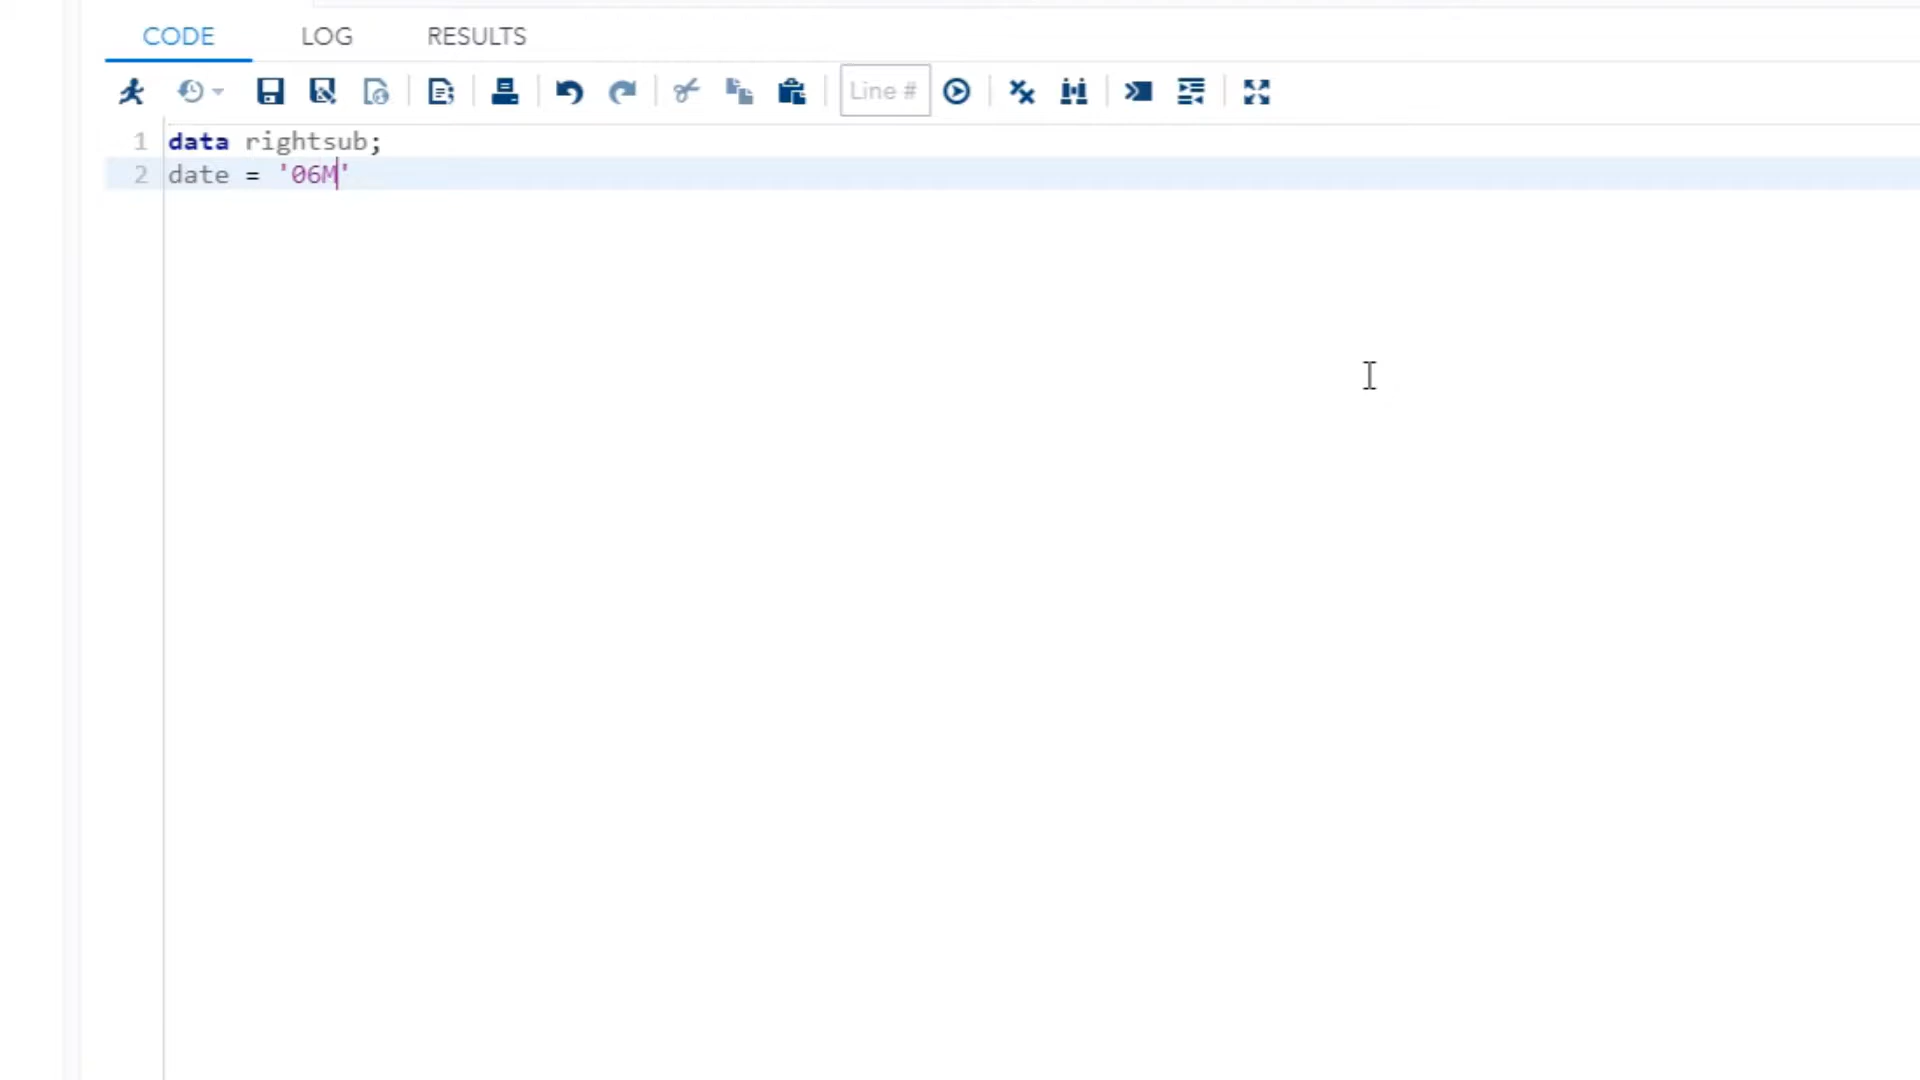 CODE LOG RESULTS
Line #
1 data rightsub;
2 date = '06M'